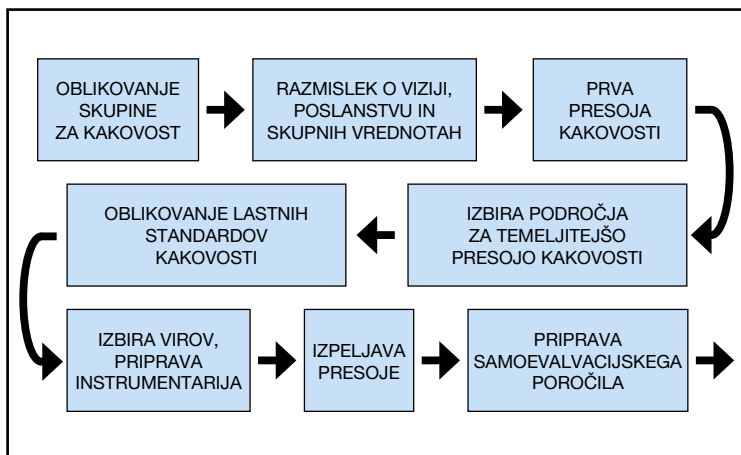 OBLIKOVANJE
SKUPINE
ZA KAKOVOST
RAZMISLEK O VIZIJI,
POSLANSTVU IN
SKUPNIH VREDNOTAH
PRVA
PRESOJA
KAKOVOSTI
IZBIRA PODROČJA
ZA TEMELJITEJŠO
PRESOJO KAKOVOSTI
OBLIKOVANJE LASTNIH
STANDARDOV
KAKOVOSTI
IZBIRA VIROV,
PRIPRAVA
INSTRUMENTARIJA
IZPELJAVA
PRESOJE
PRIPRAVA
SAMOEVALVACIJSKEGA
POROČILA